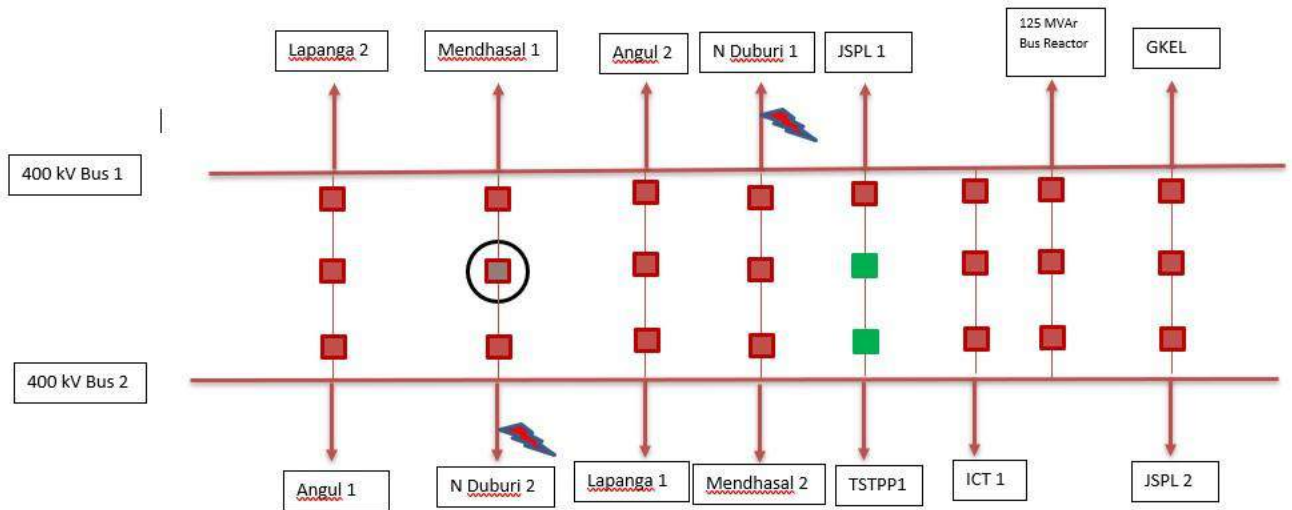 Lapanga 2
Mendhasal 1
Angul 2
N Duburi 1
JSPL 1
125 MVAr
Bus Reactor
GKEL
400 kV Bus 1
400 kV Bus 2
Angul 1
N Duburi 2
Lapanga 1
Mendhasal 2
TSTPP1
ICT 1
JSPL 2